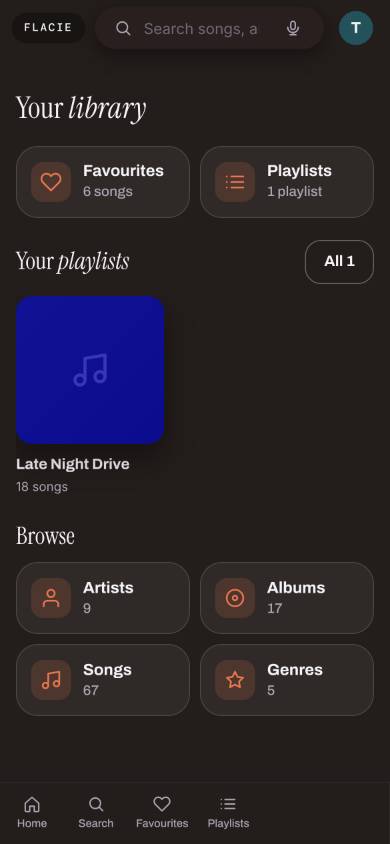 FLACIE
Search songs, a
T
Your library
Favourites
6 songs
Playlists
1 playlist
Your playlists
All 1
Late Night Drive
18 songs
Browse
Artists
9
Albums
17
Songs
67
Genres
5
Home
Search
Favourites
Playlists